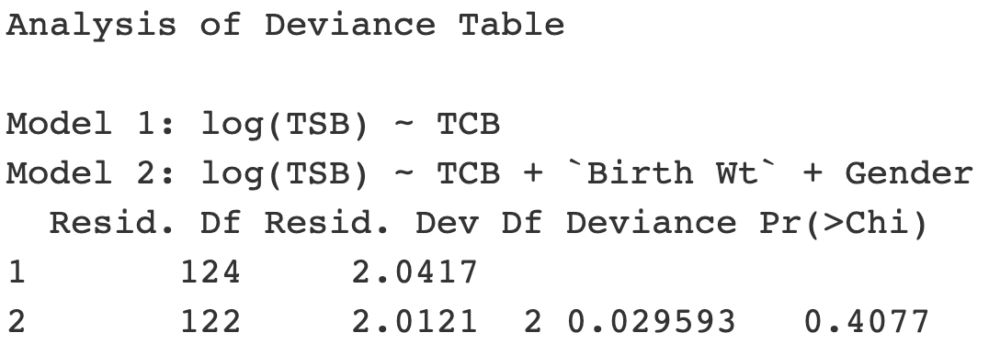 Analysis of Deviance Table
Model 1: log(TSB) ~ TCB
Model 2: log(TSB) ~ TCB + `Birth Wt` + Gender
Resid. Df Resid. Dev Df Deviance Pr(>Chi)
1 124 2.0417
2 122 2.0121 2 0.029593 0.4077